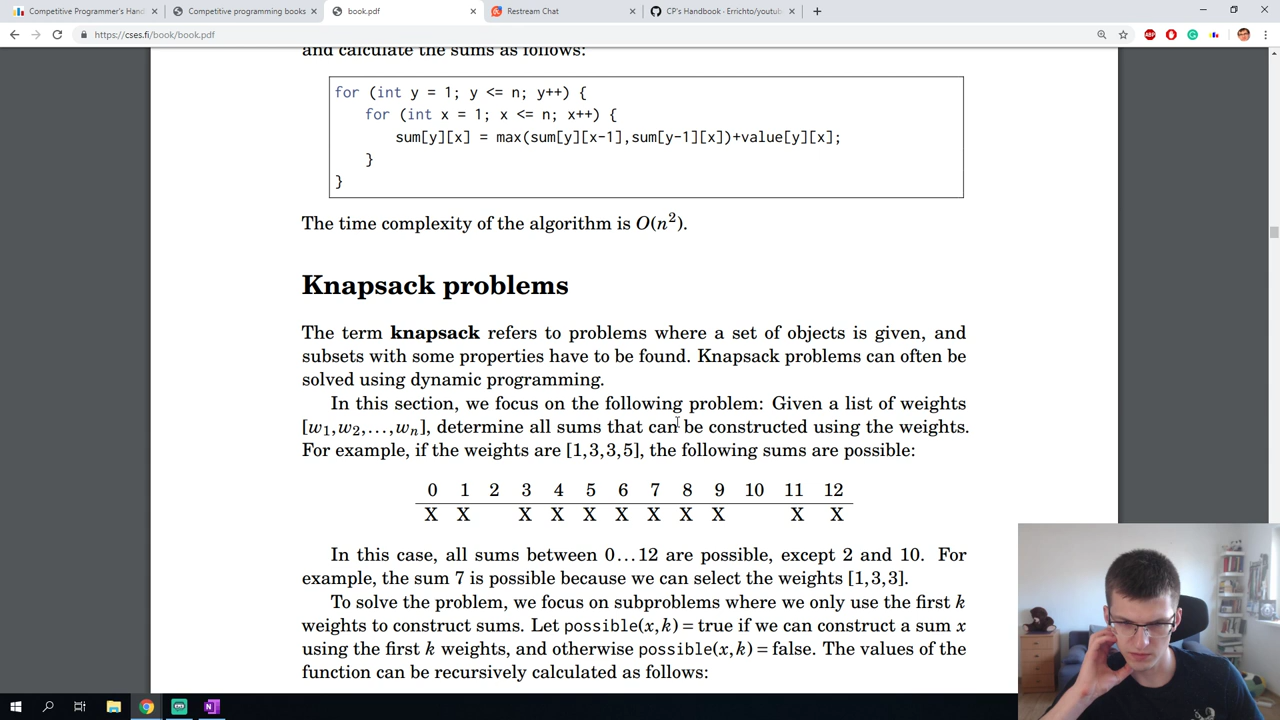 Competitive Programmer's Hand
Competitive programming books
book.pdf
Restream Chat
CP's Handbook · Errichto/youtub
https://cses.fi/book/book.pdf
ABP
and calculate the sums as follows:
for (int y = 1; y <= n; y++) {
for (int x = 1; x <= n; x++) {
sum[y][x] = max(sum[y][x-1],sum[y-1][x])+value[y][x];
}
}
The time complexity of the algorithm is O(n²).
Knapsack problems
The term knapsack refers to problems where a set of objects is given, and
subsets with some properties have to be found. Knapsack problems can often be
solved using dynamic programming.
In this section, we focus on the following problem: Given a list of weights
[w₁,w₂,...,wₙ], determine all sums that can be constructed using the weights.
For example, if the weights are [1,3,3,5], the following sums are possible:
0 1 2 3 4 5 6 7 8 9 10 11 12
X X X X X X X X X X X
In this case, all sums between 0...12 are possible, except 2 and 10. For
example, the sum 7 is possible because we can select the weights [1,3,3].
To solve the problem, we focus on subproblems where we only use the first k
weights to construct sums. Let possible(x,k) = true if we can construct a sum x
using the first k weights, and otherwise possible(x,k) = false. The values of the
function can be recursively calculated as follows: